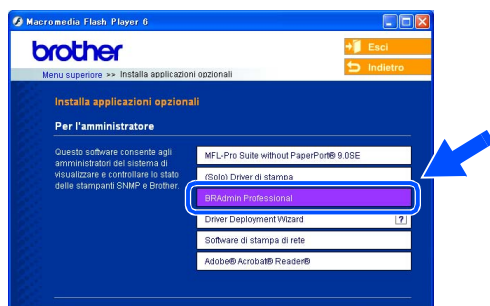 Macromedia Flash Player 6
brother
Esci
Indietro
Menu superiore >> Installa applicazioni opzionali
Installa applicazioni opzionali
Per l'amministratore
Questo software consente agli
amministratori del sistema di
visualizzare e controllare lo stato
delle stampanti SNMP e Brother.
MFL-Pro Suite without PaperPort® 9.0SE
(Solo) Driver di stampa
BRAdmin Professional
Driver Deployment Wizard
?
Software di stampa di rete
Adobe® Acrobat® Reader®